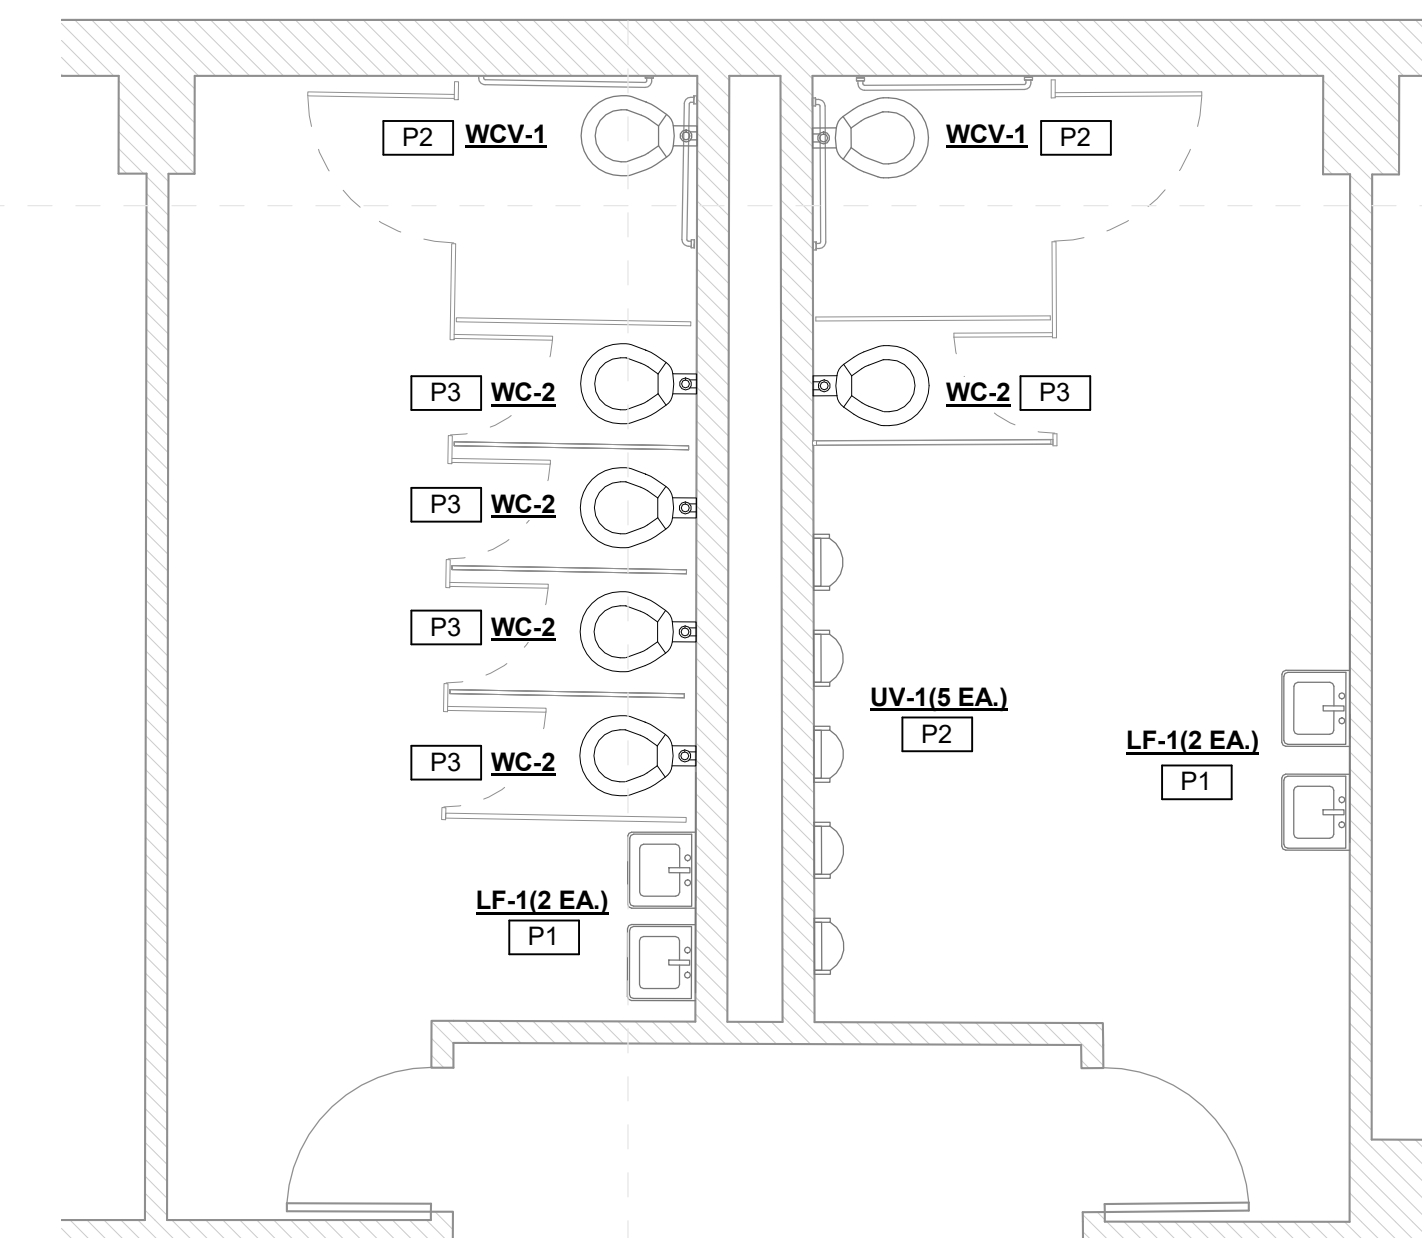 P2 WCV-1
WCV-1 P2
P3 WC-2
WC-2 P3
P3 WC-2
P3 WC-2
UV-1(5 EA.)
P2
LF-1(2 EA.)
P1
P3 WC-2
LF-1(2 EA.)
P1